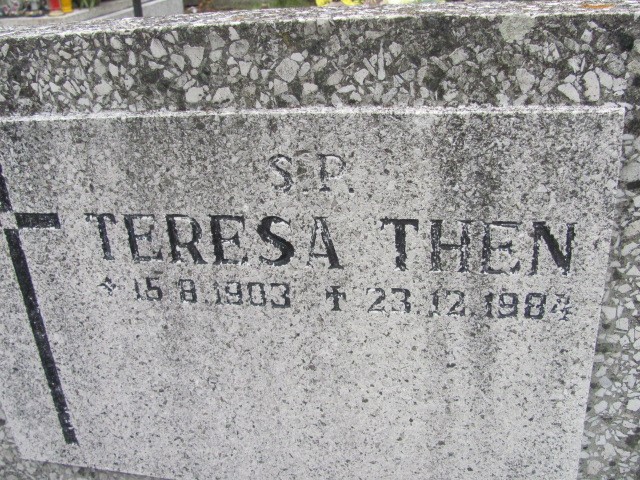 Ś.P.
TERESA THEN
* 15 8 1903 ✝ 23.12.1984